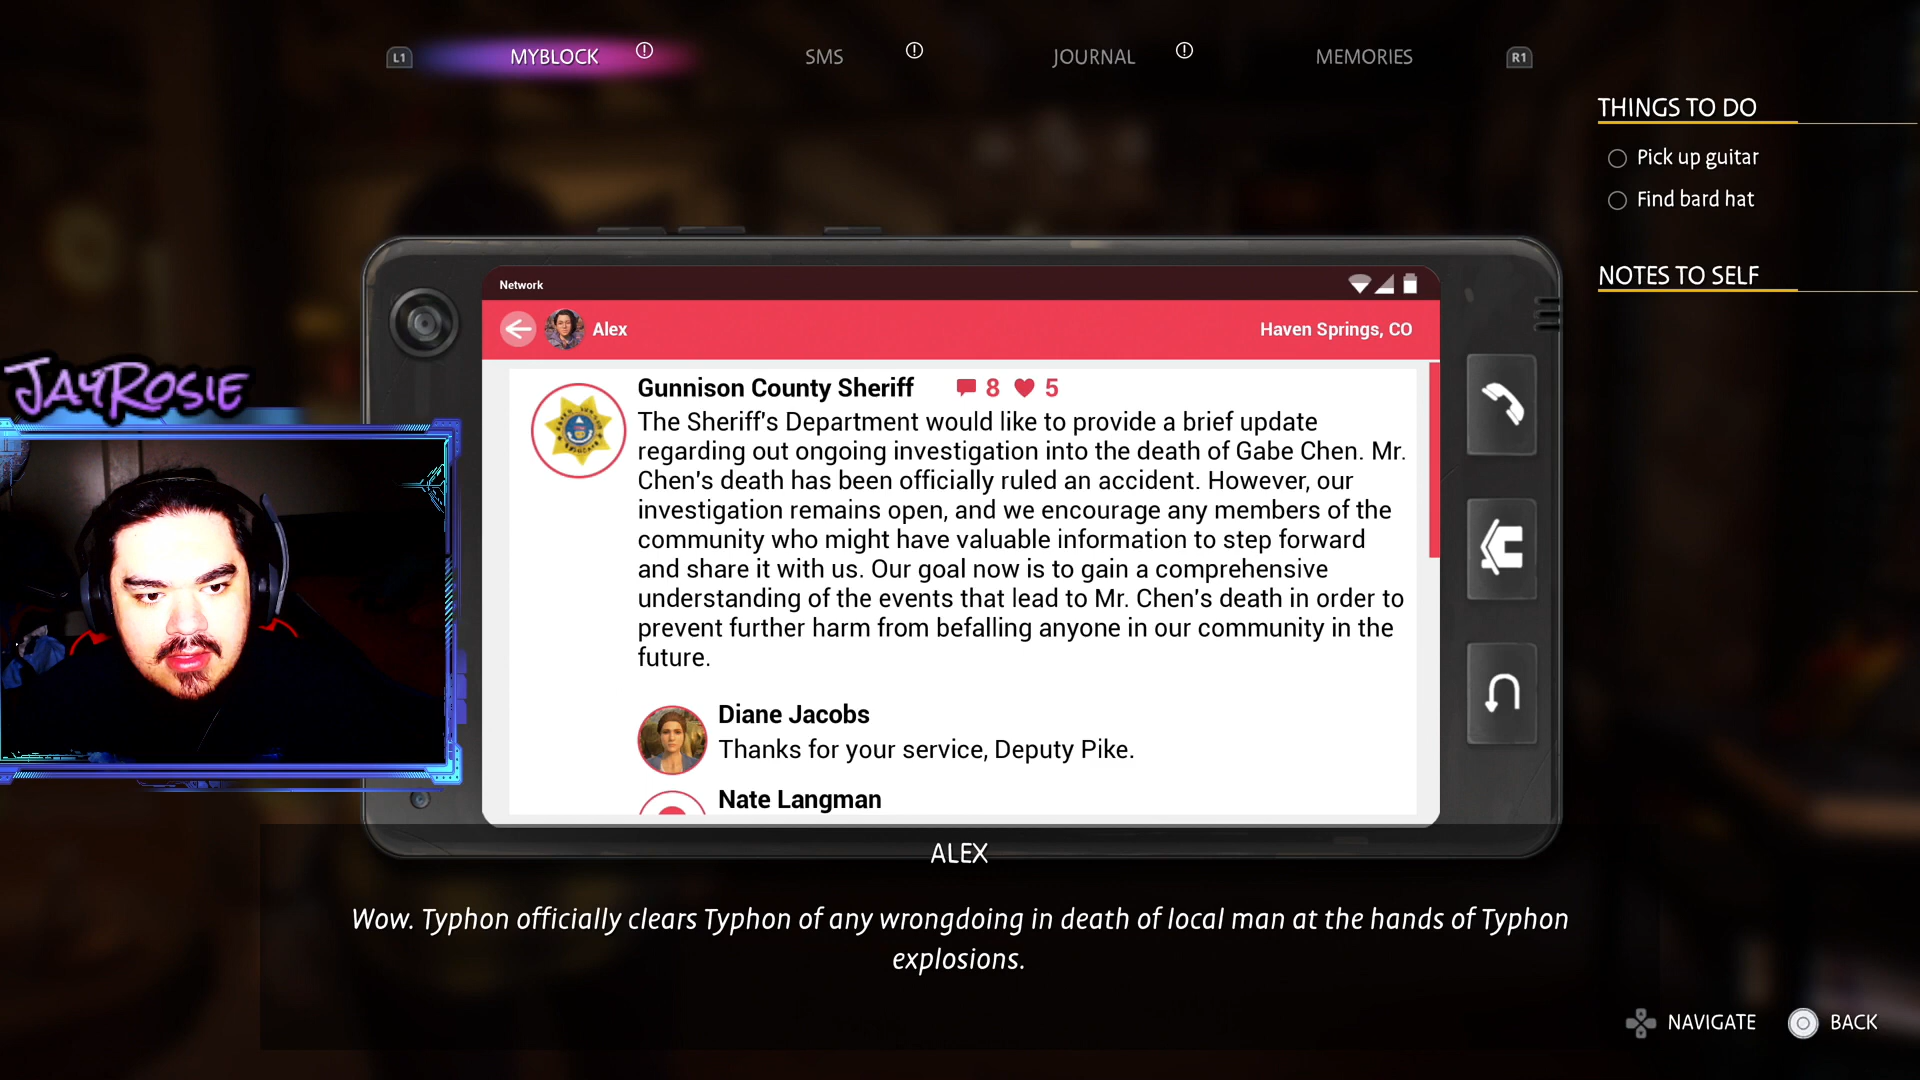 L1
MYBLOCK
SMS
JOURNAL
MEMORIES
R1
THINGS TO DO
Pick up guitar
Find bard hat
NOTES TO SELF
Network
Alex
Haven Springs, CO
Gunnison County Sheriff 8 5
The Sheriff's Department would like to provide a brief update
regarding out ongoing investigation into the death of Gabe Chen. Mr.
Chen's death has been officially ruled an accident. However, our
investigation remains open, and we encourage any members of the
community who might have valuable information to step forward
and share it with us. Our goal now is to gain a comprehensive
understanding of the events that lead to Mr. Chen's death in order to
prevent further harm from befalling anyone in our community in the
future.
Diane Jacobs
Thanks for your service, Deputy Pike.
Nate Langman
JAYROSIE
ALEX
Wow. Typhon officially clears Typhon of any wrongdoing in death of local man at the hands of Typhon
explosions.
NAVIGATE
BACK